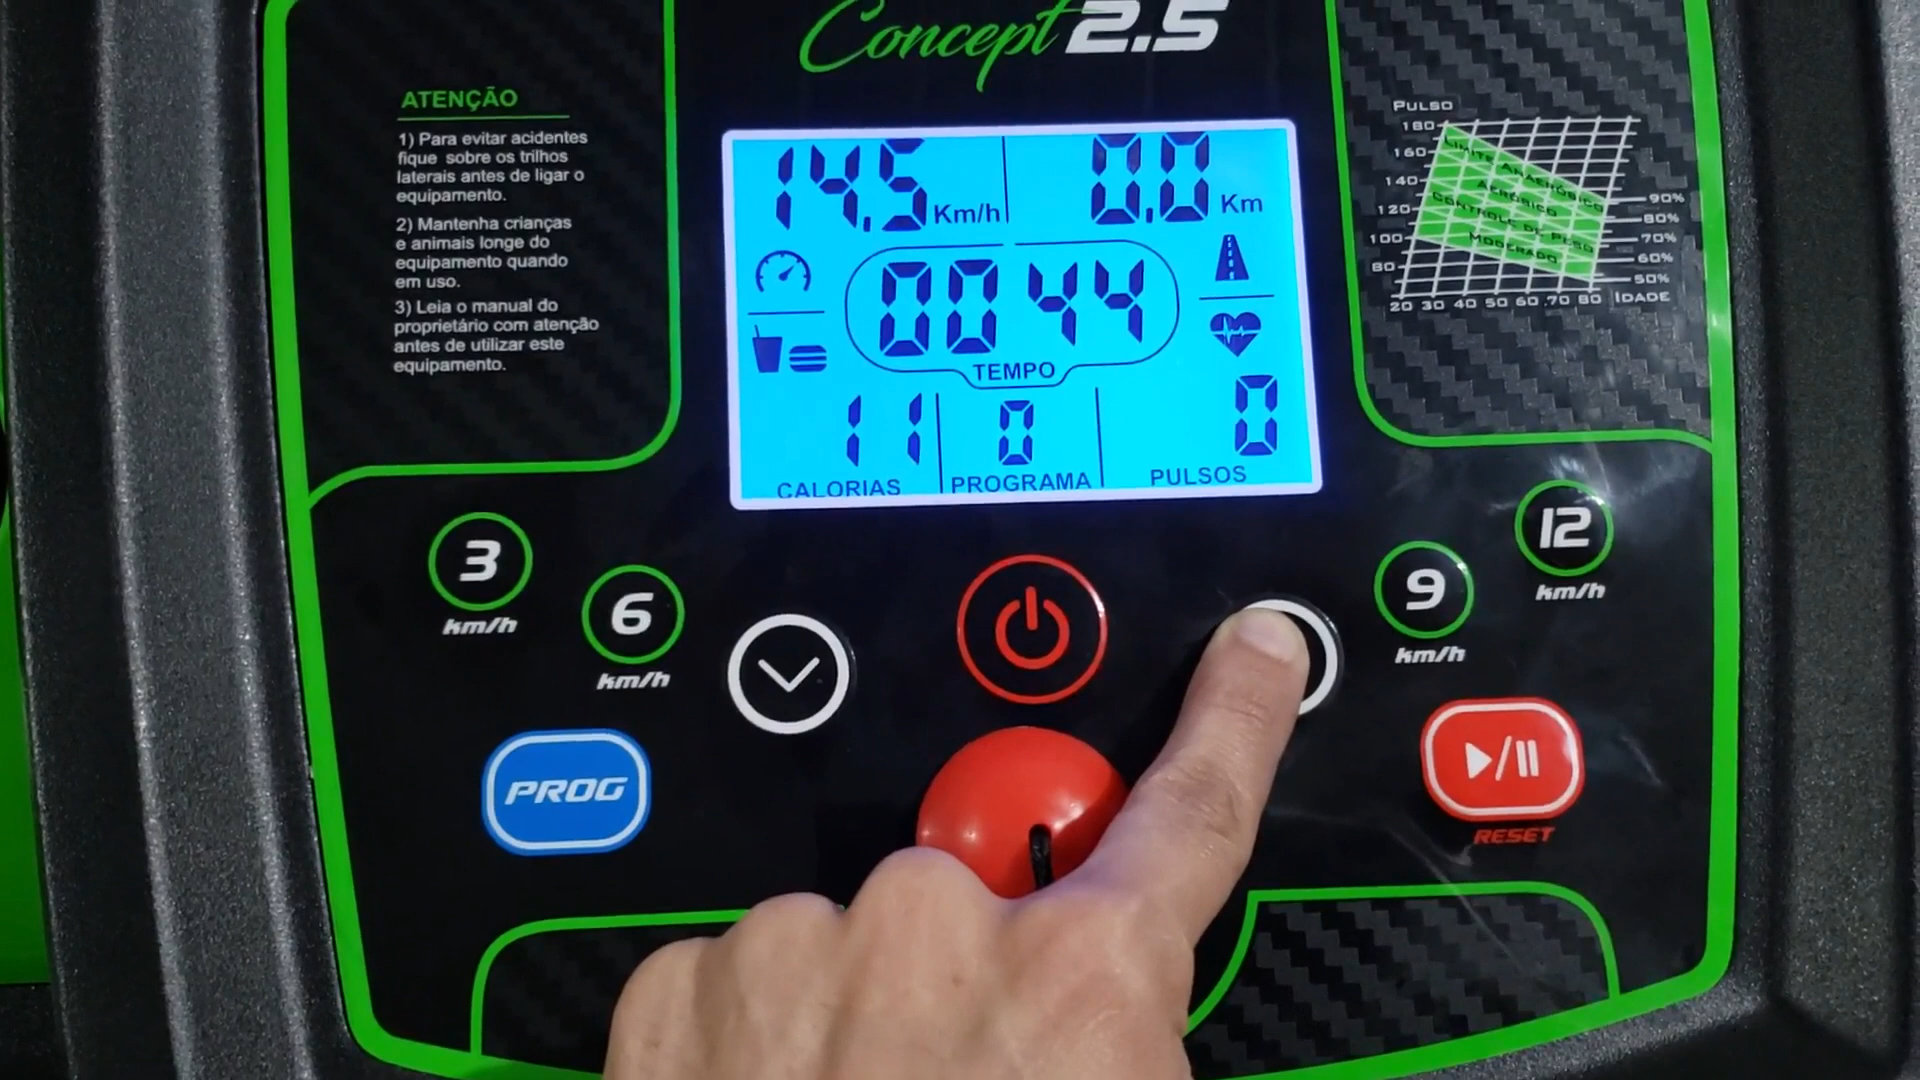 Concept 2.5
ATENÇÃO
1) Para evitar acidentes
fique sobre os trilhos
laterais antes de ligar o
equipamento.
2) Mantenha crianças
e animais longe do
equipamento quando
em uso.
3) Leia o manual do
proprietário com atenção
antes de utilizar este
equipamento.
14.5 Km/h
0.0 Km
00 44
TEMPO
11
CALORIAS
0
PROGRAMA
0
PULSOS
PULSO
180
160
140
120
100
80
LIMITE ANAERÓBICO
AERÓBICO
CONTROLE DE PESO
MODERADO
90%
80%
70%
60%
50%
20 30 40 50 60 70 80 IDADE
3
km/h
6
km/h
9
km/h
12
km/h
PROG
RESET